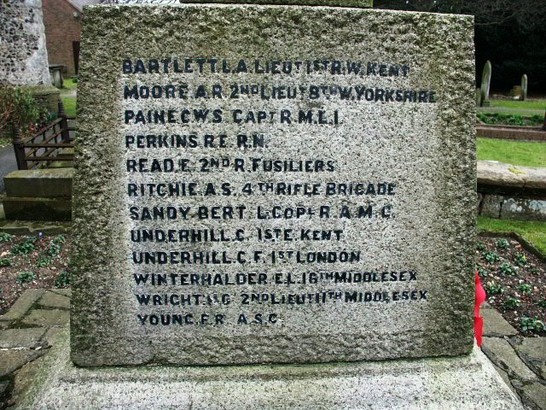 BARTLETT.L.A. LIEUT 1ST R.W. KENT
MOORE.A.R. 2ND LIEUT 8TH W. YORKSHIRE
PAINE C.W.S. CAPT R.M.L.I.
PERKINS.R.E. R.N.
READ.E. 2ND R. FUSILIERS
RITCHIE.A.S. 4TH RIFLE BRIGADE
SANDY BERT L.COPL R.A.M.C.
UNDERHILL.C. 1ST E. KENT
UNDERHILL.C.F. 1ST LONDON
WINTERHALDER.E.L. 16TH MIDDLESEX
WRIGHT. G. 2ND LIEUT 11TH MIDDLESEX
YOUNG.F.R. A.S.C.